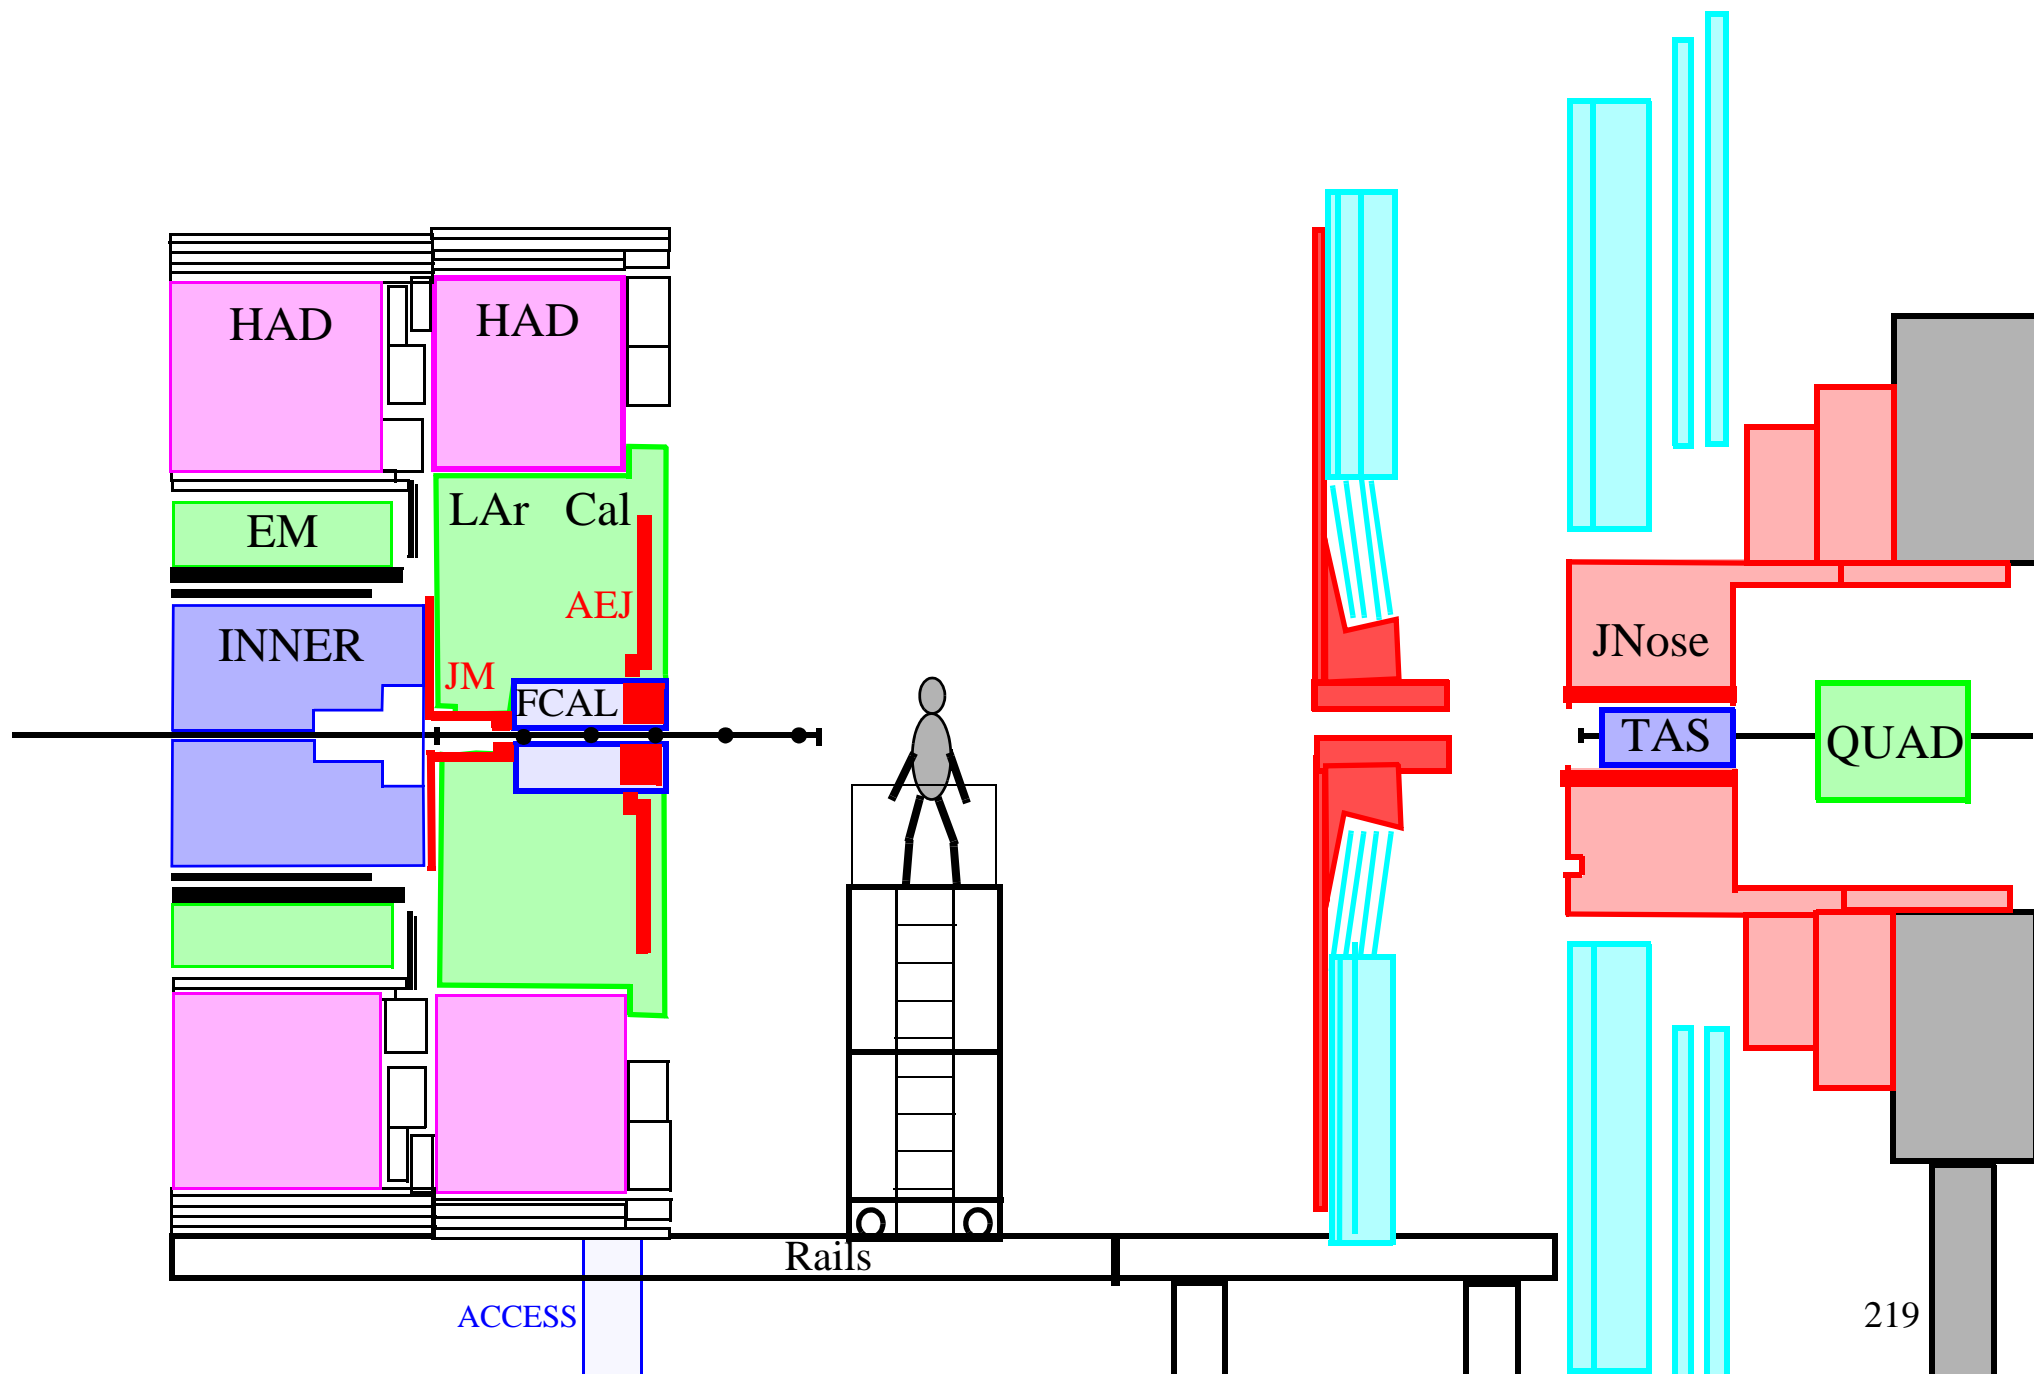 HAD HAD
LAr Cal
EM
AEJ
INNER
JNose
JM
FCAL
TAS
QUAD
Rails
ACCESS
219